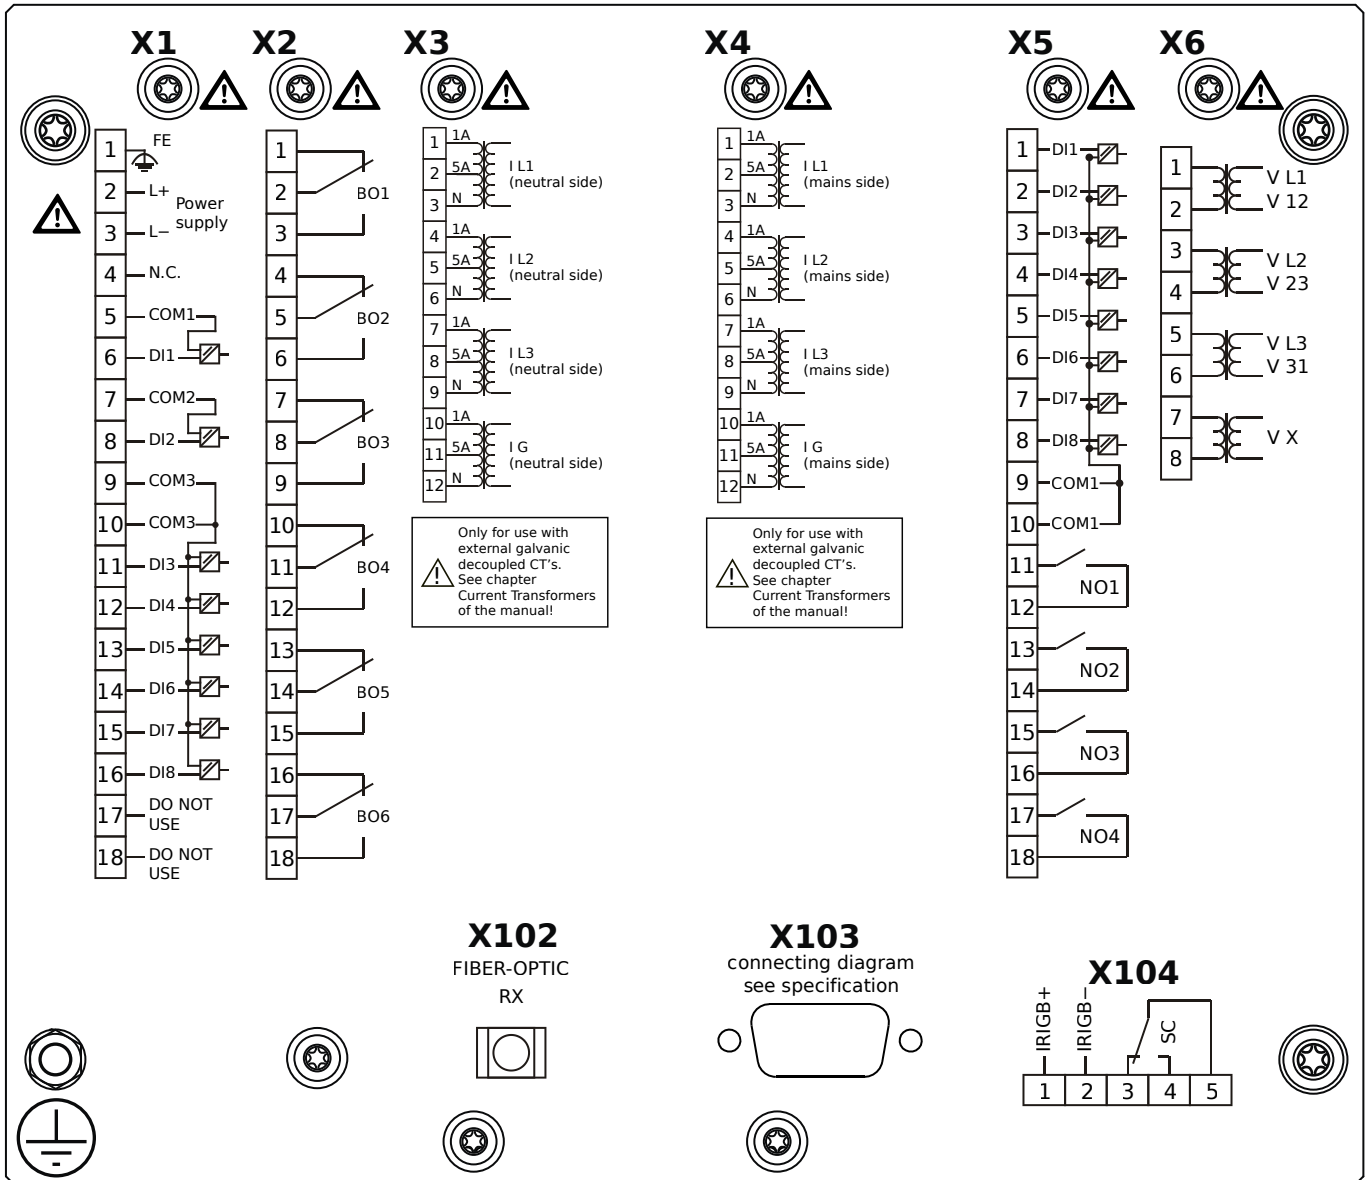 X1 X2 X3 X4 X5 X6
1 FE
2 L+ Power
supply
3 L−
4 N.C.
5 COM1
6 DI1
7 COM2
8 DI2
9 COM3
10 COM3
11 DI3
12 DI4
13 DI5
14 DI6
15 DI7
16 DI8
17 DO NOT
USE
18 DO NOT
USE
1
2 BO1
3
4
5 BO2
6
7
8 BO3
9
10
11 BO4
12
13
14 BO5
15
16
17 BO6
18
1 1A
2 5A I L1
(neutral side)
3 N
4 1A
5 5A I L2
(neutral side)
6 N
7 1A
8 5A I L3
(neutral side)
9 N
10 1A
11 5A I G
(neutral side)
12 N
Only for use with
external galvanic
decoupled CT's.
See chapter
Current Transformers
of the manual!
1 1A
2 5A I L1
(mains side)
3 N
4 1A
5 5A I L2
(mains side)
6 N
7 1A
8 5A I L3
(mains side)
9 N
10 1A
11 5A I G
(mains side)
12 N
Only for use with
external galvanic
decoupled CT's.
See chapter
Current Transformers
of the manual!
1 DI1
2 DI2
3 DI3
4 DI4
5 DI5
6 DI6
7 DI7
8 DI8
9 COM1
10 COM1
11
NO1
12
13
NO2
14
15
NO3
16
17
NO4
18
1 V L1
2 V 12
3 V L2
4 V 23
5 V L3
6 V 31
7 V X
8
X102
FIBER-OPTIC
RX
X103
connecting diagram
see specification
X104
IRIGB+ IRIGB− SC
1 2 3 4 5